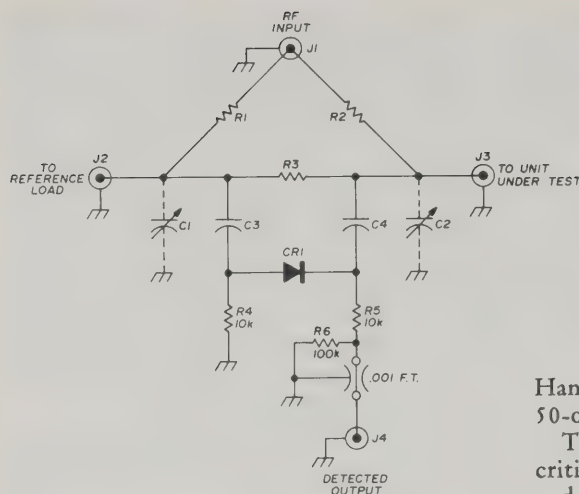 RF
INPUT
J1
R1
R2
J2
R3
J3
TO
REFERENCE
LOAD
TO UNIT
UNDER TEST
C1
C3
C4
C2
CR1
R4
10k
R5
10k
R6
100k
.001 F.T.
J4
DETECTED
OUTPUT
Han
50-o
T
criti